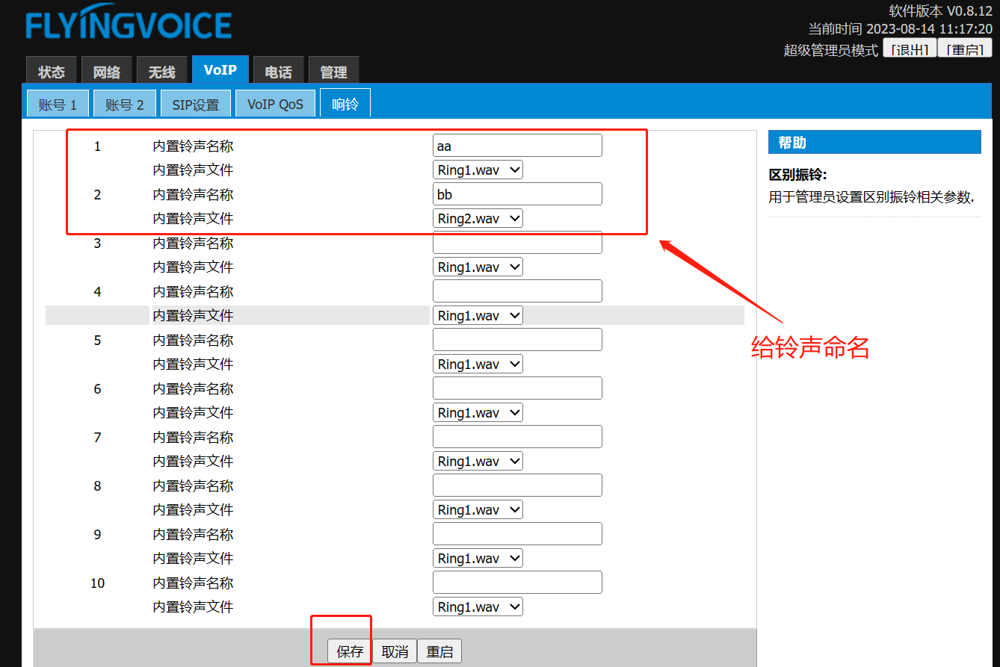 FLYINGVOICE
软件版本 V0.8.12
当前时间 2023-08-14 11:17:20
超级管理员模式 [退出] [重启]
状态 网络 无线 VoIP 电话 管理
账号 1 账号 2 SIP设置 VoIP QoS 响铃
1 内置铃声名称 aa
内置铃声文件 Ring1.wav
2 内置铃声名称 bb
内置铃声文件 Ring2.wav
3 内置铃声名称
内置铃声文件 Ring1.wav
4 内置铃声名称
内置铃声文件 Ring1.wav
5 内置铃声名称
内置铃声文件 Ring1.wav
6 内置铃声名称
内置铃声文件 Ring1.wav
7 内置铃声名称
内置铃声文件 Ring1.wav
8 内置铃声名称
内置铃声文件 Ring1.wav
9 内置铃声名称
内置铃声文件 Ring1.wav
10 内置铃声名称
内置铃声文件 Ring1.wav
保存 取消 重启
帮助
区别振铃:
用于管理员设置区别振铃相关参数.
给铃声命名